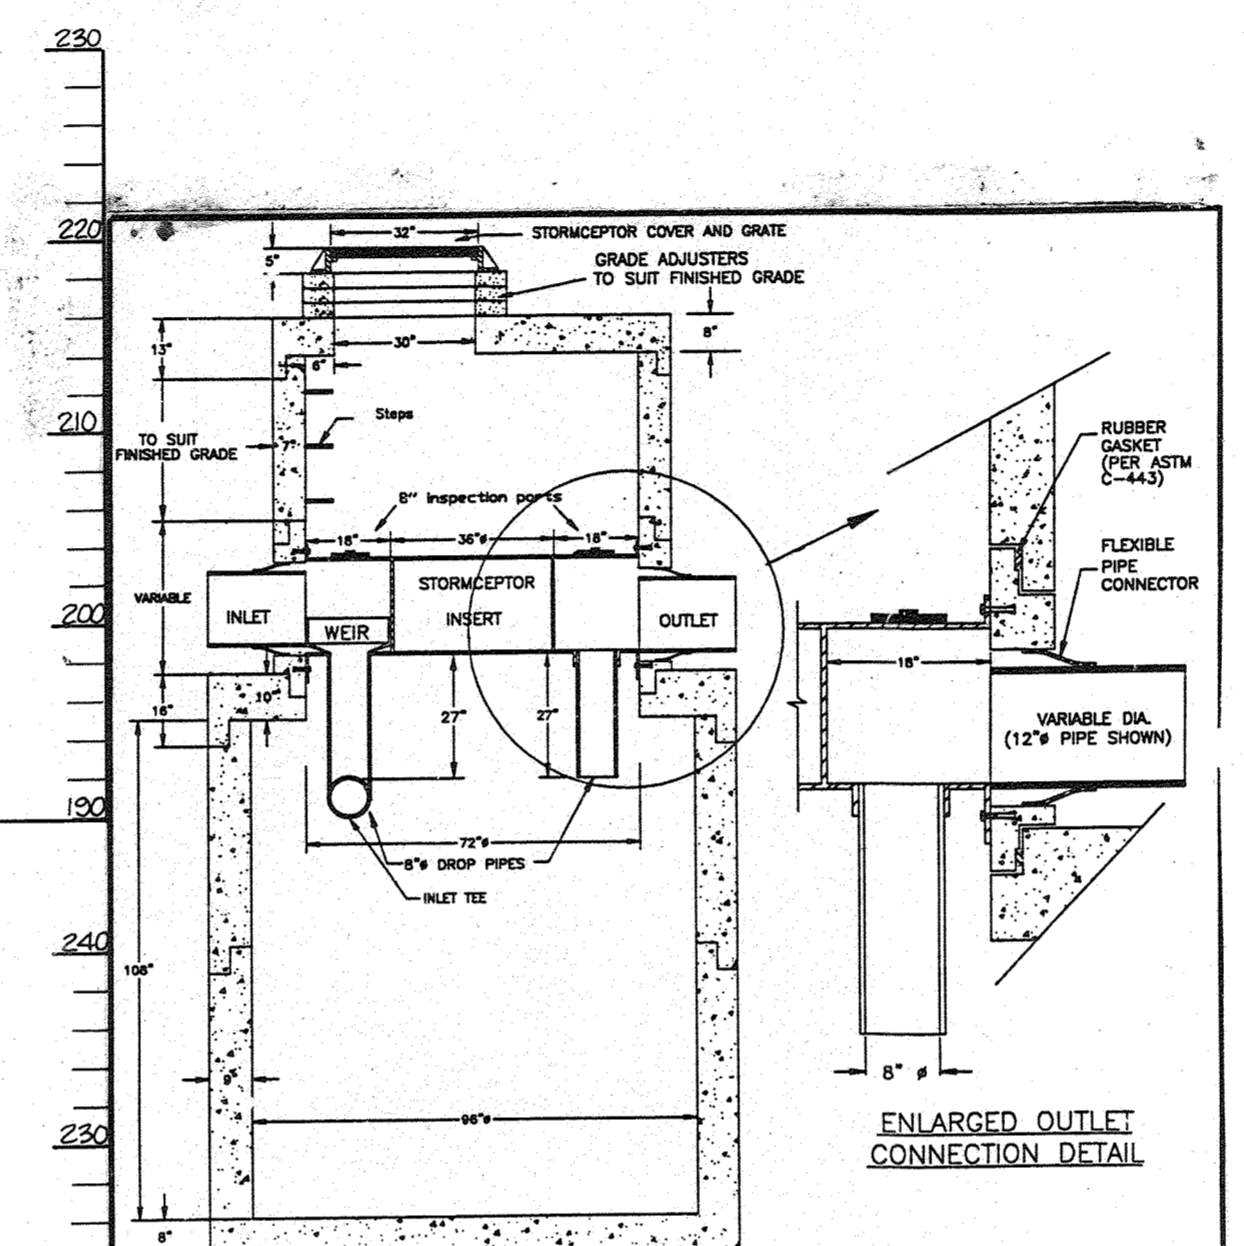 230
220
32"
STORMCEPTOR COVER AND GRATE
5"
GRADE ADJUSTERS
TO SUIT FINISHED GRADE
8"
13"
30"
6"
210
Steps
TO SUIT
FINISHED GRADE
7"
RUBBER
GASKET
(PER ASTM
C-443)
8" inspection ports
18"
36"ø
18"
FLEXIBLE
PIPE
CONNECTOR
STORMCEPTOR
INSERT
VARIABLE
INLET
WEIR
OUTLET
200
18"
10"
16"
27"
27"
VARIABLE DIA.
(12"ø PIPE SHOWN)
190
72"ø
8"ø DROP PIPES
INLET TEE
240
108"
9"
8" ø
96"ø
ENLARGED OUTLET
CONNECTION DETAIL
230
8"